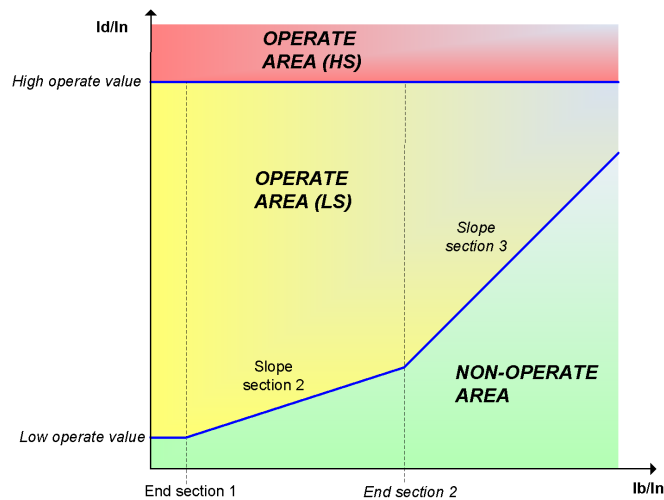 Id/In
OPERATE
AREA (HS)
High operate value
OPERATE
AREA (LS)
Slope
section 3
Slope
section 2
NON-OPERATE
AREA
Low operate value
End section 1
End section 2
Ib/In